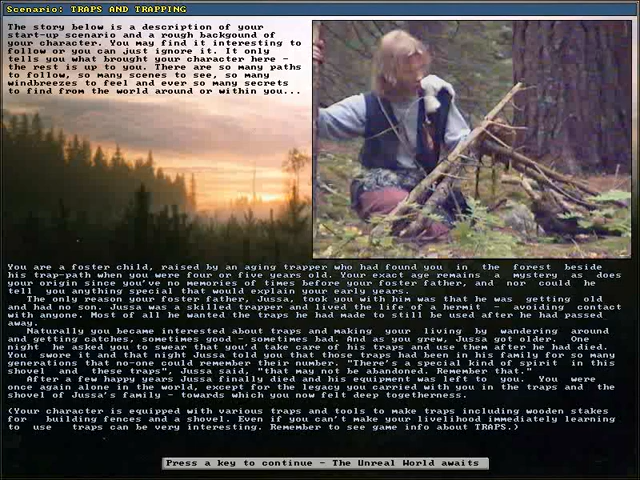 Scenario: TRAPS AND TRAPPING
The story below is a description of your
start-up scenario and a rough backgound of
your character. You may find it interesting to
follow or you can just ignore it. It only
tells you what brought your character here -
the rest is up to you. There are so many paths
to follow, so many scenes to see, so many
windbreezes to feel and ever so many secrets
to find from the world around or within you...
You are a foster child, raised by an aging trapper who had found you in the forest beside
his trap-path when you were four or five years old. Your exact age remains a mystery as does
your origin since you've no memories of times before your foster father, and nor could he
tell you anything special that would explain your early years.
The only reason your foster father, Jussa, took you with him was that he was getting old
and had no son. Jussa was a skilled trapper and lived the life of a hermit - avoiding contact
with anyone. Most of all he wanted the traps he had made to still be used after he had passed
away.
Naturally you became interested about traps and making your living by wandering around
and getting catches, sometimes good - sometimes bad. And as you grew, Jussa got older. One
night he asked you to swear that you'd take care of his traps and use them after he had died.
You swore it and that night Jussa told you that those traps had been in his family for so many
generations that no-one could remember their number. "There's a special kind of spirit in this
shovel and these traps", Jussa said, "that may not be abandoned. Remember that."
After a few happy years Jussa finally died and his equipment was left to you. You were
once again alone in the world, except for the legacy you carried with you in the traps and the
shovel of Jussa's family - towards which you now felt deep togetherness.
(Your character is equipped with various traps and tools to make traps including wooden stakes
for building fences and a shovel. Even if you can't make your livelihood immediately learning
to use traps can be very interesting. Remember to see game info about TRAPS.)
Press a key to continue - The Unreal World awaits